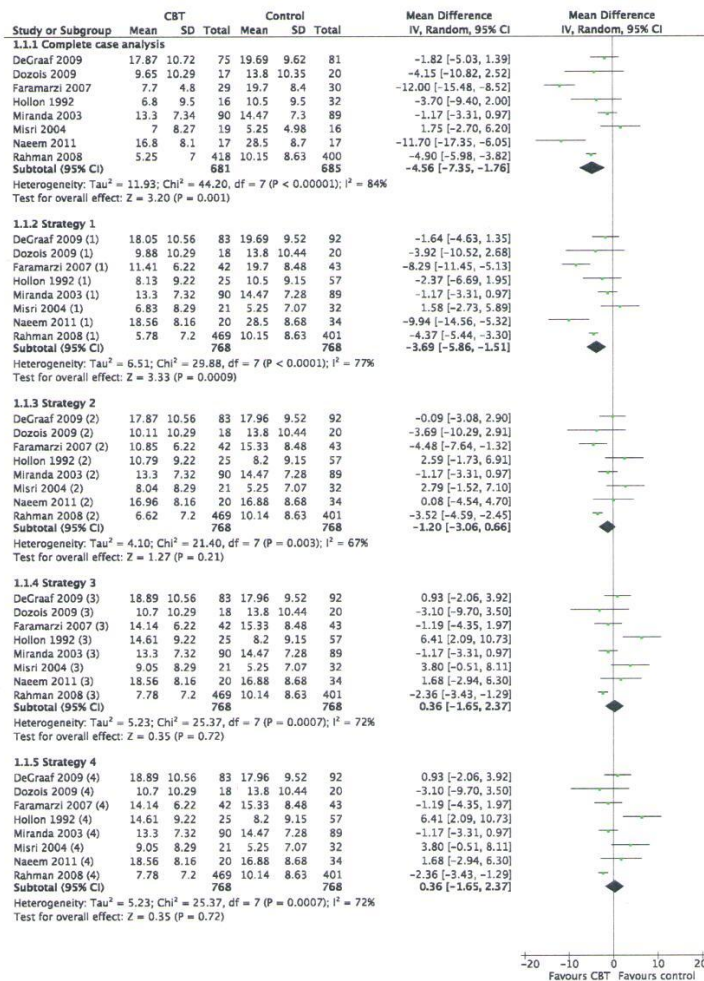 CBT Control Mean Difference Mean Difference
Study or Subgroup Mean SD Total Mean SD Total IV, Random, 95% CI IV, Random, 95% CI
1.1.1 Complete case analysis
DeGraaf 2009 17.87 10.72 75 19.69 9.62 81 -1.82 [-5.03, 1.39]
Dozois 2009 9.65 10.29 17 13.8 10.35 20 -4.15 [-10.82, 2.52]
Faramarzi 2007 7.7 4.8 29 19.7 8.4 30 -12.00 [-15.48, -8.52]
Hollon 1992 6.8 9.5 16 10.5 9.5 32 -3.70 [-9.40, 2.00]
Miranda 2003 13.3 7.34 90 14.47 7.3 89 -1.17 [-3.31, 0.97]
Misri 2004 7 8.27 19 5.25 4.98 16 1.75 [-2.70, 6.20]
Naeem 2011 16.8 8.1 17 28.5 8.7 17 -11.70 [-17.35, -6.05]
Rahman 2008 5.25 7 418 10.15 8.63 400 -4.90 [-5.98, -3.82]
Subtotal (95% CI) 681 685 -4.56 [-7.35, -1.76]
Heterogeneity: Tau² = 11.93; Chi² = 44.20, df = 7 (P < 0.00001); I² = 84%
Test for overall effect: Z = 3.20 (P = 0.001)
1.1.2 Strategy 1
DeGraaf 2009 (1) 18.05 10.56 83 19.69 9.52 92 -1.64 [-4.63, 1.35]
Dozois 2009 (1) 9.88 10.29 18 13.8 10.44 20 -3.92 [-10.52, 2.68]
Faramarzi 2007 (1) 11.41 6.22 42 19.7 8.48 43 -8.29 [-11.45, -5.13]
Hollon 1992 (1) 8.13 9.22 25 10.5 9.15 57 -2.37 [-6.69, 1.95]
Miranda 2003 (1) 13.3 7.32 90 14.47 7.28 89 -1.17 [-3.31, 0.97]
Misri 2004 (1) 6.83 8.29 21 5.25 7.07 32 1.58 [-2.73, 5.89]
Naeem 2011 (1) 18.56 8.16 20 28.5 8.68 34 -9.94 [-14.56, -5.32]
Rahman 2008 (1) 5.78 7.2 469 10.15 8.63 401 -4.37 [-5.44, -3.30]
Subtotal (95% CI) 768 768 -3.69 [-5.86, -1.51]
Heterogeneity: Tau² = 6.51; Chi² = 29.88, df = 7 (P < 0.0001); I² = 77%
Test for overall effect: Z = 3.33 (P = 0.0009)
1.1.3 Strategy 2
DeGraaf 2009 (2) 17.87 10.56 83 17.96 9.52 92 -0.09 [-3.08, 2.90]
Dozois 2009 (2) 10.11 10.29 18 13.8 10.44 20 -3.69 [-10.29, 2.91]
Faramarzi 2007 (2) 10.85 6.22 42 15.33 8.48 43 -4.48 [-7.64, -1.32]
Hollon 1992 (2) 10.79 9.22 25 8.2 9.15 57 2.59 [-1.73, 6.91]
Miranda 2003 (2) 13.3 7.32 90 14.47 7.28 89 -1.17 [-3.31, 0.97]
Misri 2004 (2) 8.04 8.29 21 5.25 7.07 32 2.79 [-1.52, 7.10]
Naeem 2011 (2) 16.96 8.16 20 16.88 8.68 34 0.08 [-4.54, 4.70]
Rahman 2008 (2) 6.62 7.2 469 10.14 8.63 401 -3.52 [-4.59, -2.45]
Subtotal (95% CI) 768 768 -1.20 [-3.06, 0.66]
Heterogeneity: Tau² = 4.10; Chi² = 21.40, df = 7 (P = 0.003); I² = 67%
Test for overall effect: Z = 1.27 (P = 0.21)
1.1.4 Strategy 3
DeGraaf 2009 (3) 18.89 10.56 83 17.96 9.52 92 0.93 [-2.06, 3.92]
Dozois 2009 (3) 10.7 10.29 18 13.8 10.44 20 -3.10 [-9.70, 3.50]
Faramarzi 2007 (3) 14.14 6.22 42 15.33 8.48 43 -1.19 [-4.35, 1.97]
Hollon 1992 (3) 14.61 9.22 25 8.2 9.15 57 6.41 [2.09, 10.73]
Miranda 2003 (3) 13.3 7.32 90 14.47 7.28 89 -1.17 [-3.31, 0.97]
Misri 2004 (3) 9.05 8.29 21 5.25 7.07 32 3.80 [-0.51, 8.11]
Naeem 2011 (3) 18.56 8.16 20 16.88 8.68 34 1.68 [-2.94, 6.30]
Rahman 2008 (3) 7.78 7.2 469 10.14 8.63 401 -2.36 [-3.43, -1.29]
Subtotal (95% CI) 768 768 0.36 [-1.65, 2.37]
Heterogeneity: Tau² = 5.23; Chi² = 25.37, df = 7 (P = 0.0007); I² = 72%
Test for overall effect: Z = 0.35 (P = 0.72)
1.1.5 Strategy 4
DeGraaf 2009 (4) 18.89 10.56 83 17.96 9.52 92 0.93 [-2.06, 3.92]
Dozois 2009 (4) 10.7 10.29 18 13.8 10.44 20 -3.10 [-9.70, 3.50]
Faramarzi 2007 (4) 14.14 6.22 42 15.33 8.48 43 -1.19 [-4.35, 1.97]
Hollon 1992 (4) 14.61 9.22 25 8.2 9.15 57 6.41 [2.09, 10.73]
Miranda 2003 (4) 13.3 7.32 90 14.47 7.28 89 -1.17 [-3.31, 0.97]
Misri 2004 (4) 9.05 8.29 21 5.25 7.07 32 3.80 [-0.51, 8.11]
Naeem 2011 (4) 18.56 8.16 20 16.88 8.68 34 1.68 [-2.94, 6.30]
Rahman 2008 (4) 7.78 7.2 469 10.14 8.63 401 -2.36 [-3.43, -1.29]
Subtotal (95% CI) 768 768 0.36 [-1.65, 2.37]
Heterogeneity: Tau² = 5.23; Chi² = 25.37, df = 7 (P = 0.0007); I² = 72%
Test for overall effect: Z = 0.35 (P = 0.72)
-20 -10 0 10 20
Favours CBT Favours control